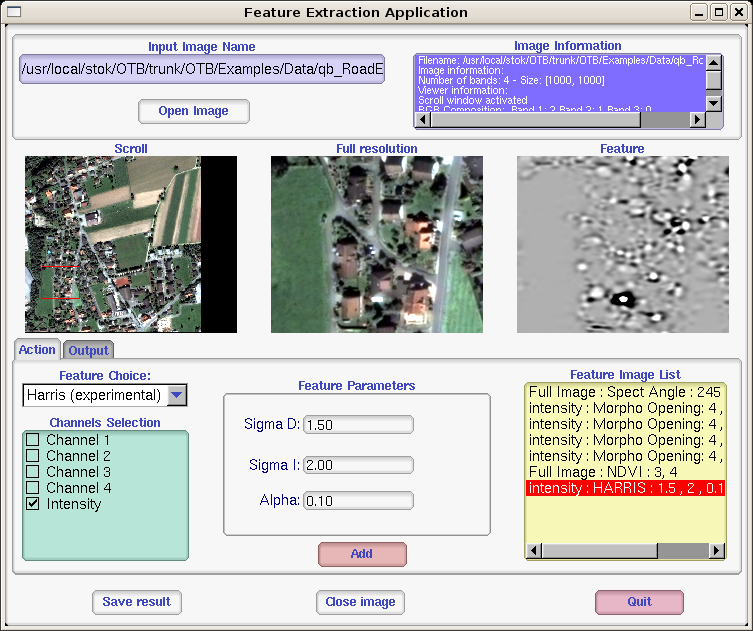 Feature Extraction Application
Input Image Name
/usr/local/stok/OTB/trunk/OTB/Examples/Data/qb_RoadE
Open Image
Image Information
Filename: /usr/local/stok/OTB/trunk/OTB/Examples/Data/qb_Rc
Image information:
Number of bands: 4 - Size: [1000, 1000]
Viewer information:
Scroll window activated
RGB Composition: Band 1: 2 Band 2: 1 Band 3: 0
Scroll
Full resolution
Feature
Action
Output
Feature Choice:
Harris (experimental)
Channels Selection
Channel 1
Channel 2
Channel 3
Channel 4
Intensity
Feature Parameters
Sigma D: 1.50
Sigma I: 2.00
Alpha: 0.10
Add
Feature Image List
Full Image : Spect Angle : 245
intensity : Morpho Opening: 4 ,
intensity : Morpho Opening: 4 ,
intensity : Morpho Opening: 4 ,
intensity : Morpho Opening: 4 ,
Full Image : NDVI : 3, 4
intensity : HARRIS : 1.5 , 2 , 0.1
Save result
Close image
Quit